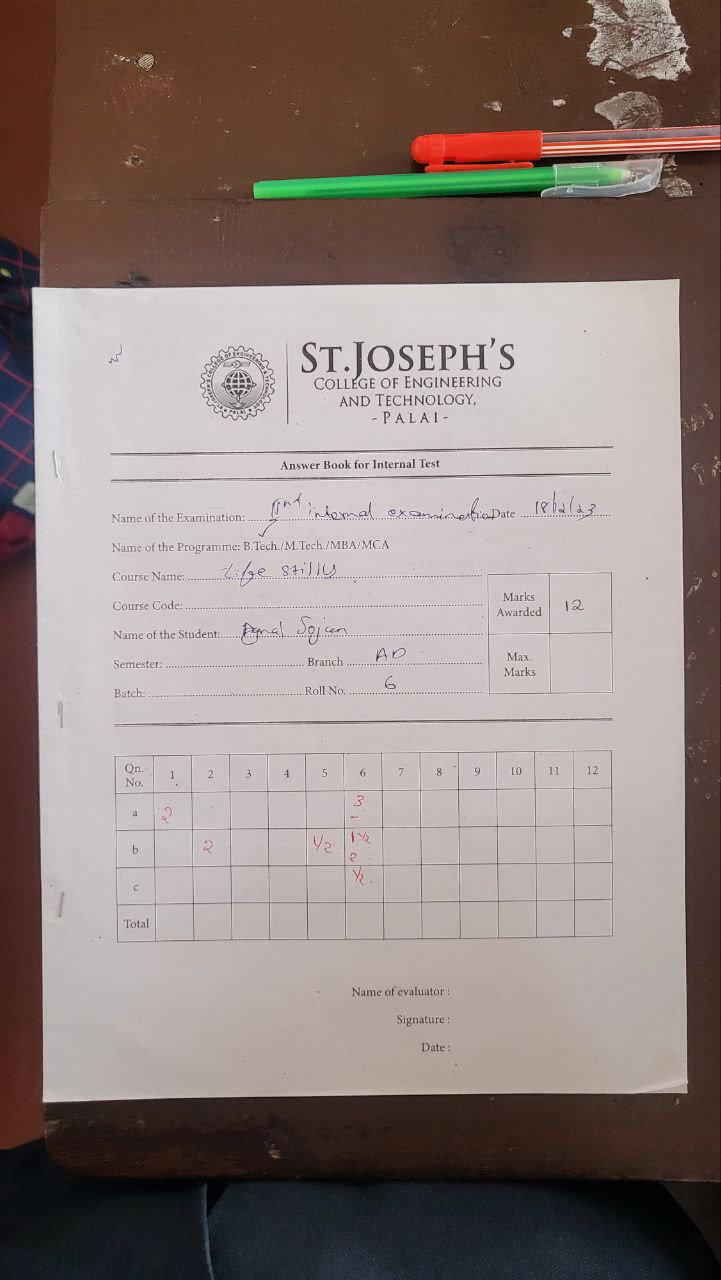 ST.JOSEPH'S
COLLEGE OF ENGINEERING
AND TECHNOLOGY,
-PALAI-
Answer Book for Internal Test
Name of the Examination: IInd internal examination Date 18/12/23
Name of the Programme: B.Tech./M.Tech./MBA/MCA
Course Name: Life skills
Course Code:
Marks Awarded 12
Name of the Student: Sojan
Semester: Branch AD
Max. Marks
Batch: Roll No. 6
Qn. No. 1 2 3 4 5 6 7 8 9 10 11 12
a 2 3
b 2 1/2 1 1/2
2
c 1/2
Total
Name of evaluator :
Signature :
Date :